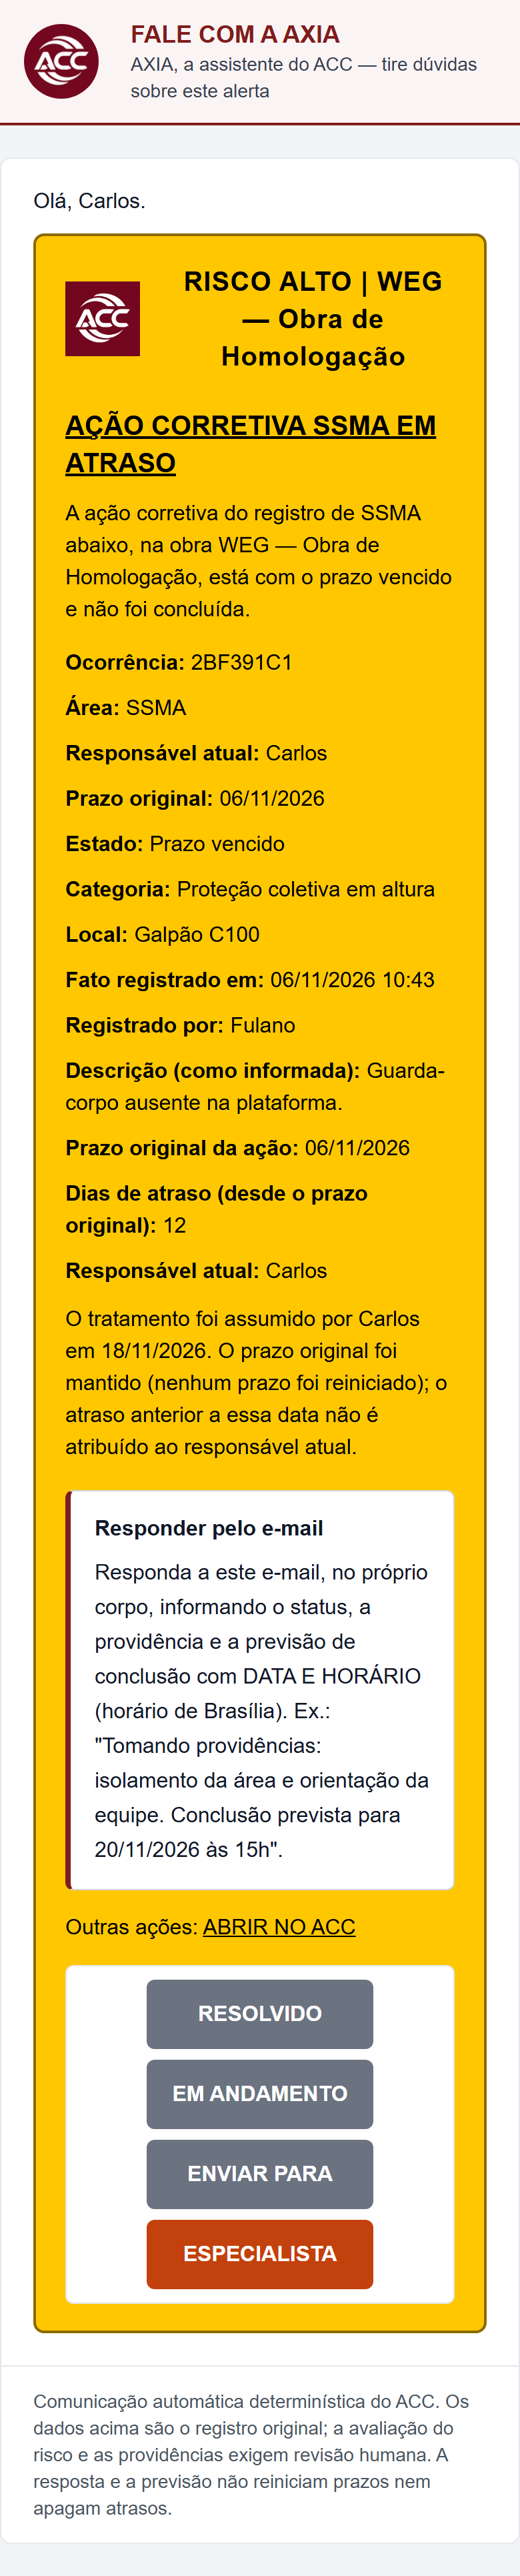 ACC
FALE COM A AXIA
AXIA, a assistente do ACC — tire dúvidas
sobre este alerta
Olá, Carlos.
ACC
RISCO ALTO | WEG
— Obra de
Homologação
AÇÃO CORRETIVA SSMA EM
ATRASO
A ação corretiva do registro de SSMA
abaixo, na obra WEG — Obra de
Homologação, está com o prazo vencido
e não foi concluída.
Ocorrência: 2BF391C1
Área: SSMA
Responsável atual: Carlos
Prazo original: 06/11/2026
Estado: Prazo vencido
Categoria: Proteção coletiva em altura
Local: Galpão C100
Fato registrado em: 06/11/2026 10:43
Registrado por: Fulano
Descrição (como informada): Guarda-
corpo ausente na plataforma.
Prazo original da ação: 06/11/2026
Dias de atraso (desde o prazo
original): 12
Responsável atual: Carlos
O tratamento foi assumido por Carlos
em 18/11/2026. O prazo original foi
mantido (nenhum prazo foi reiniciado); o
atraso anterior a essa data não é
atribuído ao responsável atual.
Responder pelo e-mail
Responda a este e-mail, no próprio
corpo, informando o status, a
providência e a previsão de
conclusão com DATA E HORÁRIO
(horário de Brasília). Ex.:
"Tomando providências:
isolamento da área e orientação da
equipe. Conclusão prevista para
20/11/2026 às 15h".
Outras ações: ABRIR NO ACC
RESOLVIDO
EM ANDAMENTO
ENVIAR PARA
ESPECIALISTA
Comunicação automática determinística do ACC. Os
dados acima são o registro original; a avaliação do
risco e as providências exigem revisão humana. A
resposta e a previsão não reiniciam prazos nem
apagam atrasos.